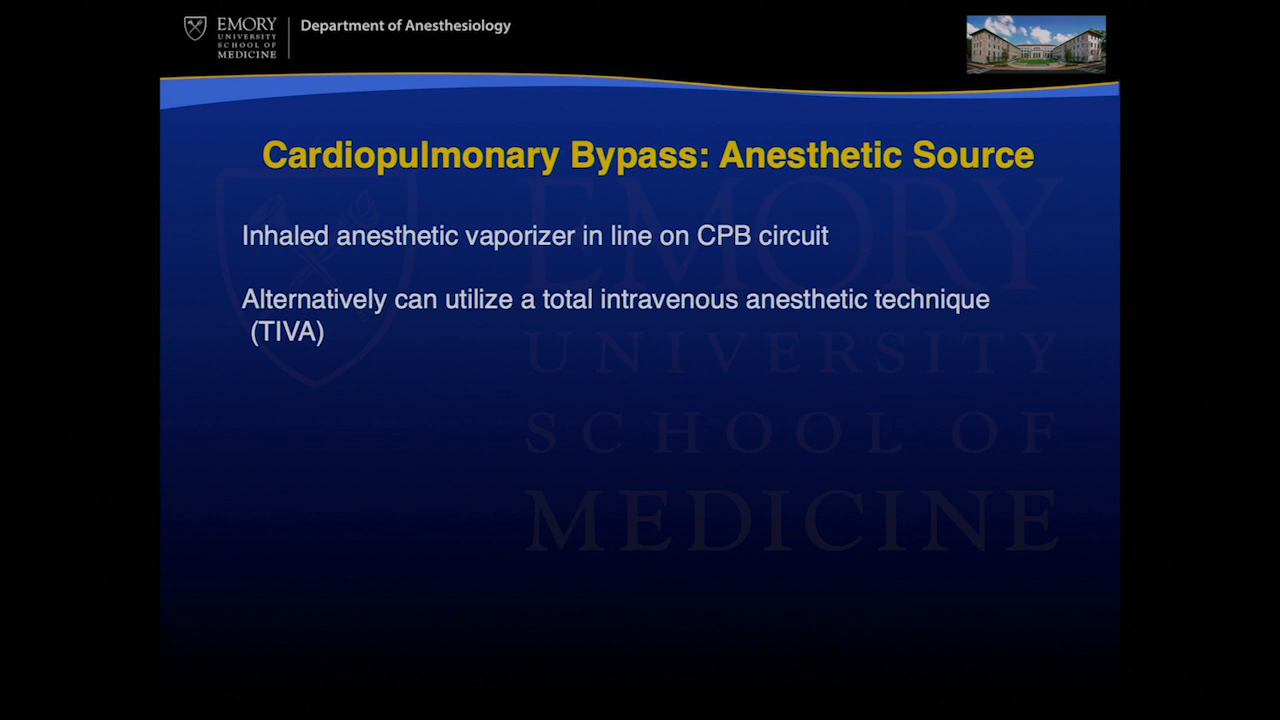 EMORY
UNIVERSITY
SCHOOL OF
MEDICINE
Department of Anesthesiology
Cardiopulmonary Bypass: Anesthetic Source
Inhaled anesthetic vaporizer in line on CPB circuit
Alternatively can utilize a total intravenous anesthetic technique
(TIVA)
EMORY
UNIVERSITY
SCHOOL OF
MEDICINE